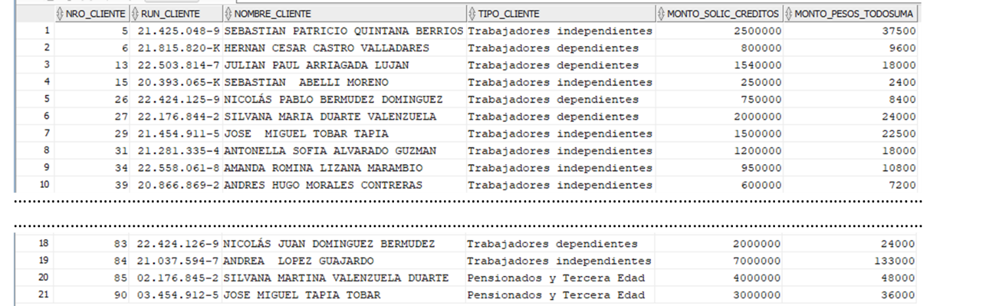 NRO_CLIENTE RUN_CLIENTE NOMBRE_CLIENTE TIPO_CLIENTE MONTO_SOLIC_CREDITOS MONTO_PESOS_TODOSUMA
1 5 21.425.048-9 SEBASTIAN PATRICIO QUINTANA BERRIOS Trabajadores independientes 2500000 37500
2 6 21.815.820-K HERNAN CESAR CASTRO VALLADARES Trabajadores dependientes 800000 9600
3 13 22.503.814-7 JULIAN PAUL ARRIAGADA LUJAN Trabajadores dependientes 1540000 18000
4 15 20.393.065-K SEBASTIAN  ABELLI MORENO Trabajadores independientes 250000 2400
5 26 22.424.125-9 NICOLÁS PABLO BERMUDEZ DOMINGUEZ Trabajadores dependientes 750000 8400
6 27 22.176.844-2 SILVANA MARIA DUARTE VALENZUELA Trabajadores dependientes 2000000 24000
7 29 21.454.911-5 JOSE  MIGUEL TOBAR TAPIA Trabajadores independientes 1500000 22500
8 31 21.281.335-4 ANTONELLA SOFIA ALVARADO GUZMAN Trabajadores independientes 1200000 18000
9 34 22.558.061-8 AMANDA ROMINA LIZANA MARAMBIO Trabajadores independientes 950000 10800
10 39 20.866.869-2 ANDRES HUGO MORALES CONTRERAS Trabajadores independientes 600000 7200
18 83 22.424.126-9 NICOLÁS JUAN DOMINGUEZ BERMUDEZ Trabajadores dependientes 2000000 24000
19 84 21.037.594-7 ANDREA  LOPEZ GUAJARDO Trabajadores independientes 7000000 133000
20 85 02.176.845-2 SILVANA MARTINA VALENZUELA DUARTE Pensionados y Tercera Edad 4000000 48000
21 90 03.454.912-5 JOSE MIGUEL TAPIA TOBAR Pensionados y Tercera Edad 3000000 36000